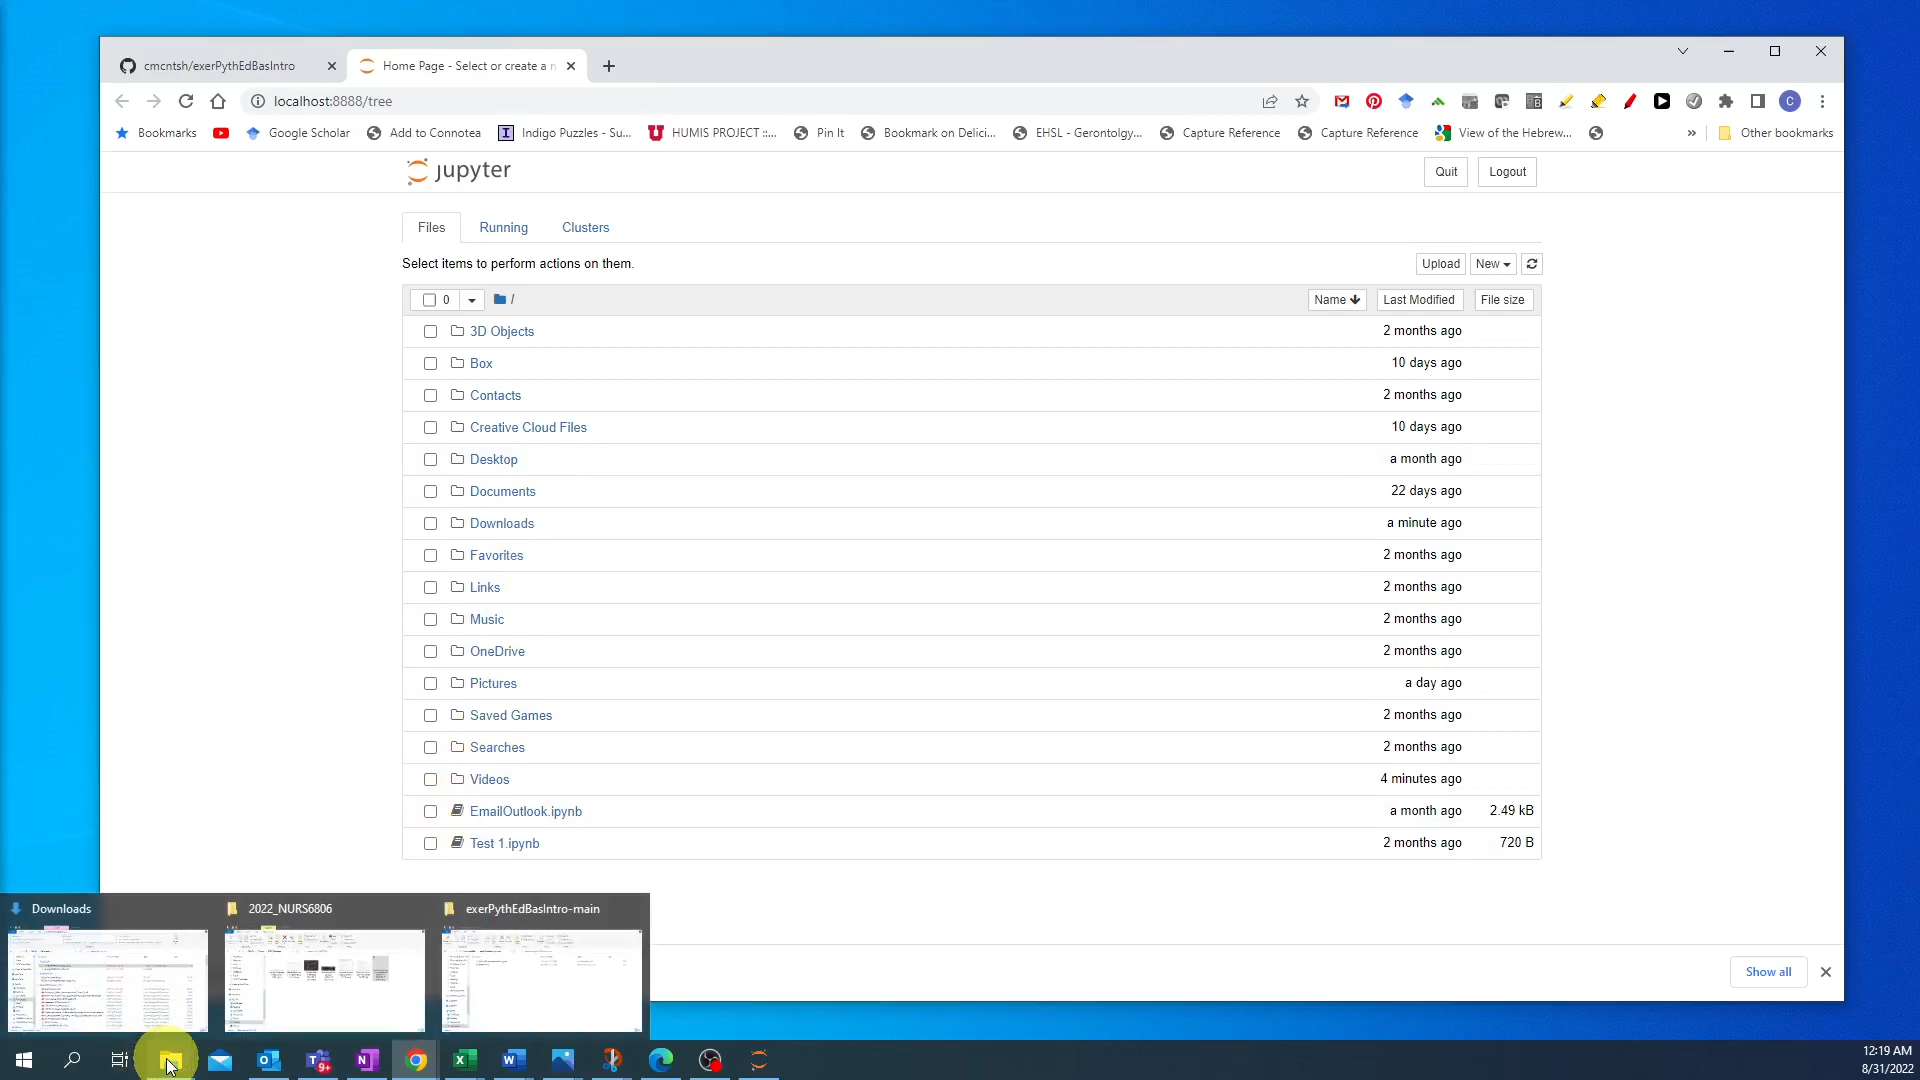 cmcntsh/exerPythEdBasIntro
Home Page - Select or create a n
localhost:8888/tree
Bookmarks
Google Scholar
Add to Connotea
Indigo Puzzles - Su...
HUMIS PROJECT ::...
Pin It
Bookmark on Delici...
EHSL - Gerontolgy...
Capture Reference
Capture Reference
View of the Hebrew...
»
Other bookmarks
jupyter
Quit
Logout
Files
Running
Clusters
Select items to perform actions on them.
Upload
New
0
/
Name
Last Modified
File size
3D Objects 2 months ago
Box 10 days ago
Contacts 2 months ago
Creative Cloud Files 10 days ago
Desktop a month ago
Documents 22 days ago
Downloads a minute ago
Favorites 2 months ago
Links 2 months ago
Music 2 months ago
OneDrive 2 months ago
Pictures a day ago
Saved Games 2 months ago
Searches 2 months ago
Videos 4 minutes ago
EmailOutlook.ipynb a month ago 2.49 kB
Test 1.ipynb 2 months ago 720 B
Downloads
2022_NURS6806
exerPythEdBasIntro-main
Show all
9+
12:19 AM
8/31/2022